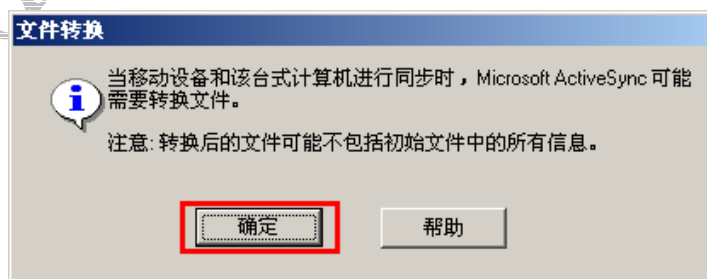 文件转换
当移动设备和该台式计算机进行同步时，Microsoft ActiveSync 可能
需要转换文件。
注意: 转换后的文件可能不包括初始文件中的所有信息。
确定
帮助